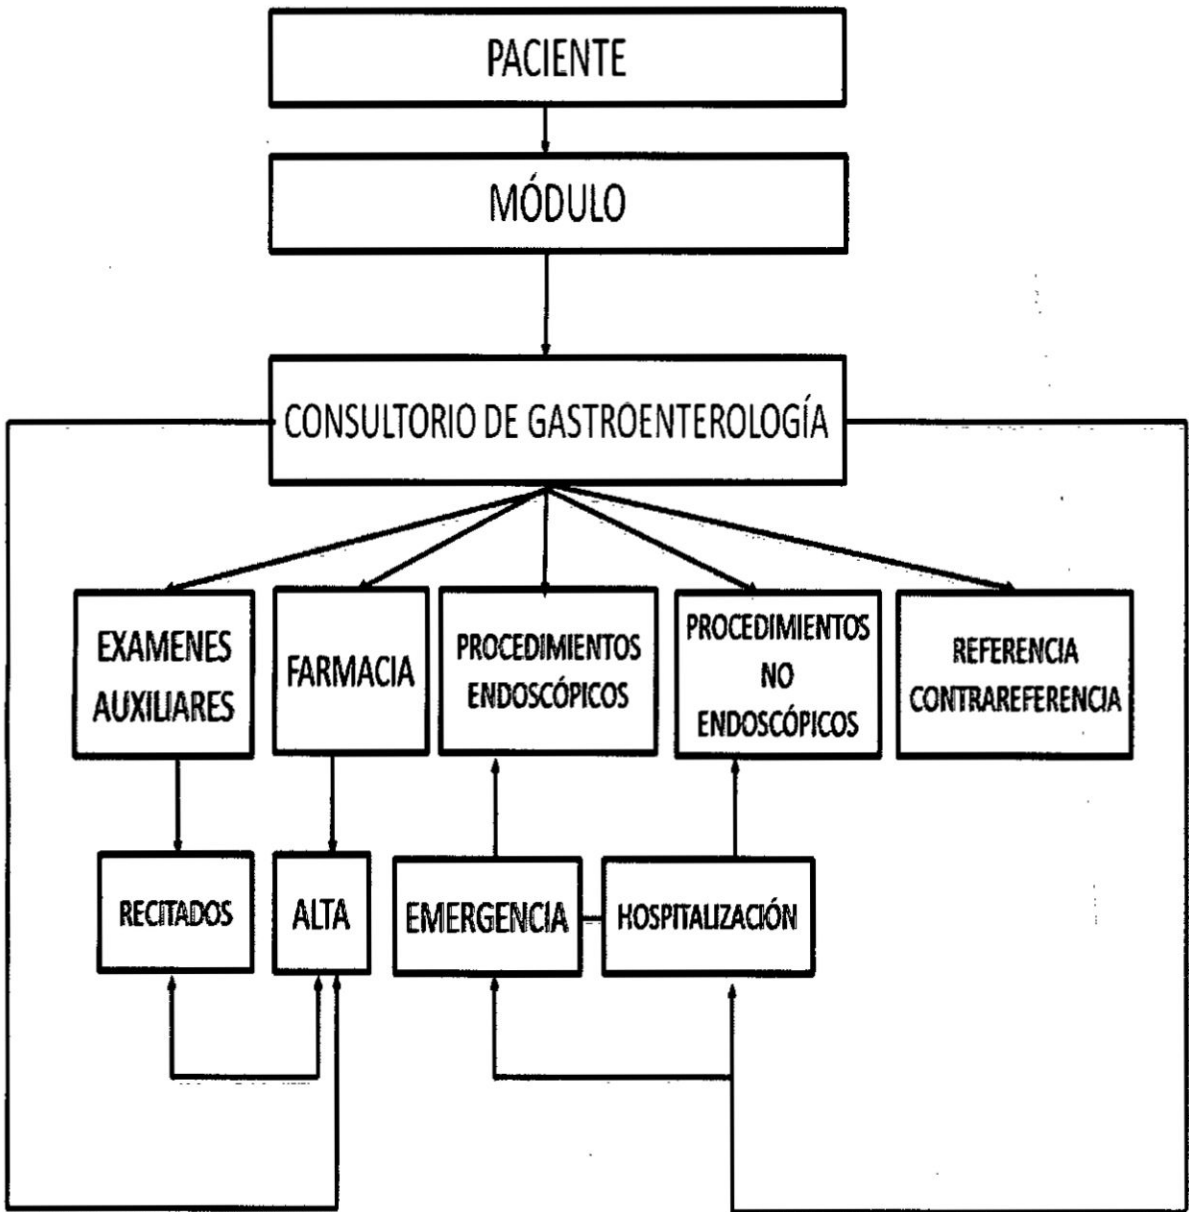 PACIENTE
MÓDULO
CONSULTORIO DE GASTROENTEROLOGÍA
EXAMENES
AUXILIARES
FARMACIA
PROCEDIMIENTOS
ENDOSCÓPICOS
PROCEDIMIENTOS
NO
ENDOSCÓPICOS
REFERENCIA
CONTRAREFERENCIA
RECITADOS
ALTA
EMERGENCIA
HOSPITALIZACIÓN